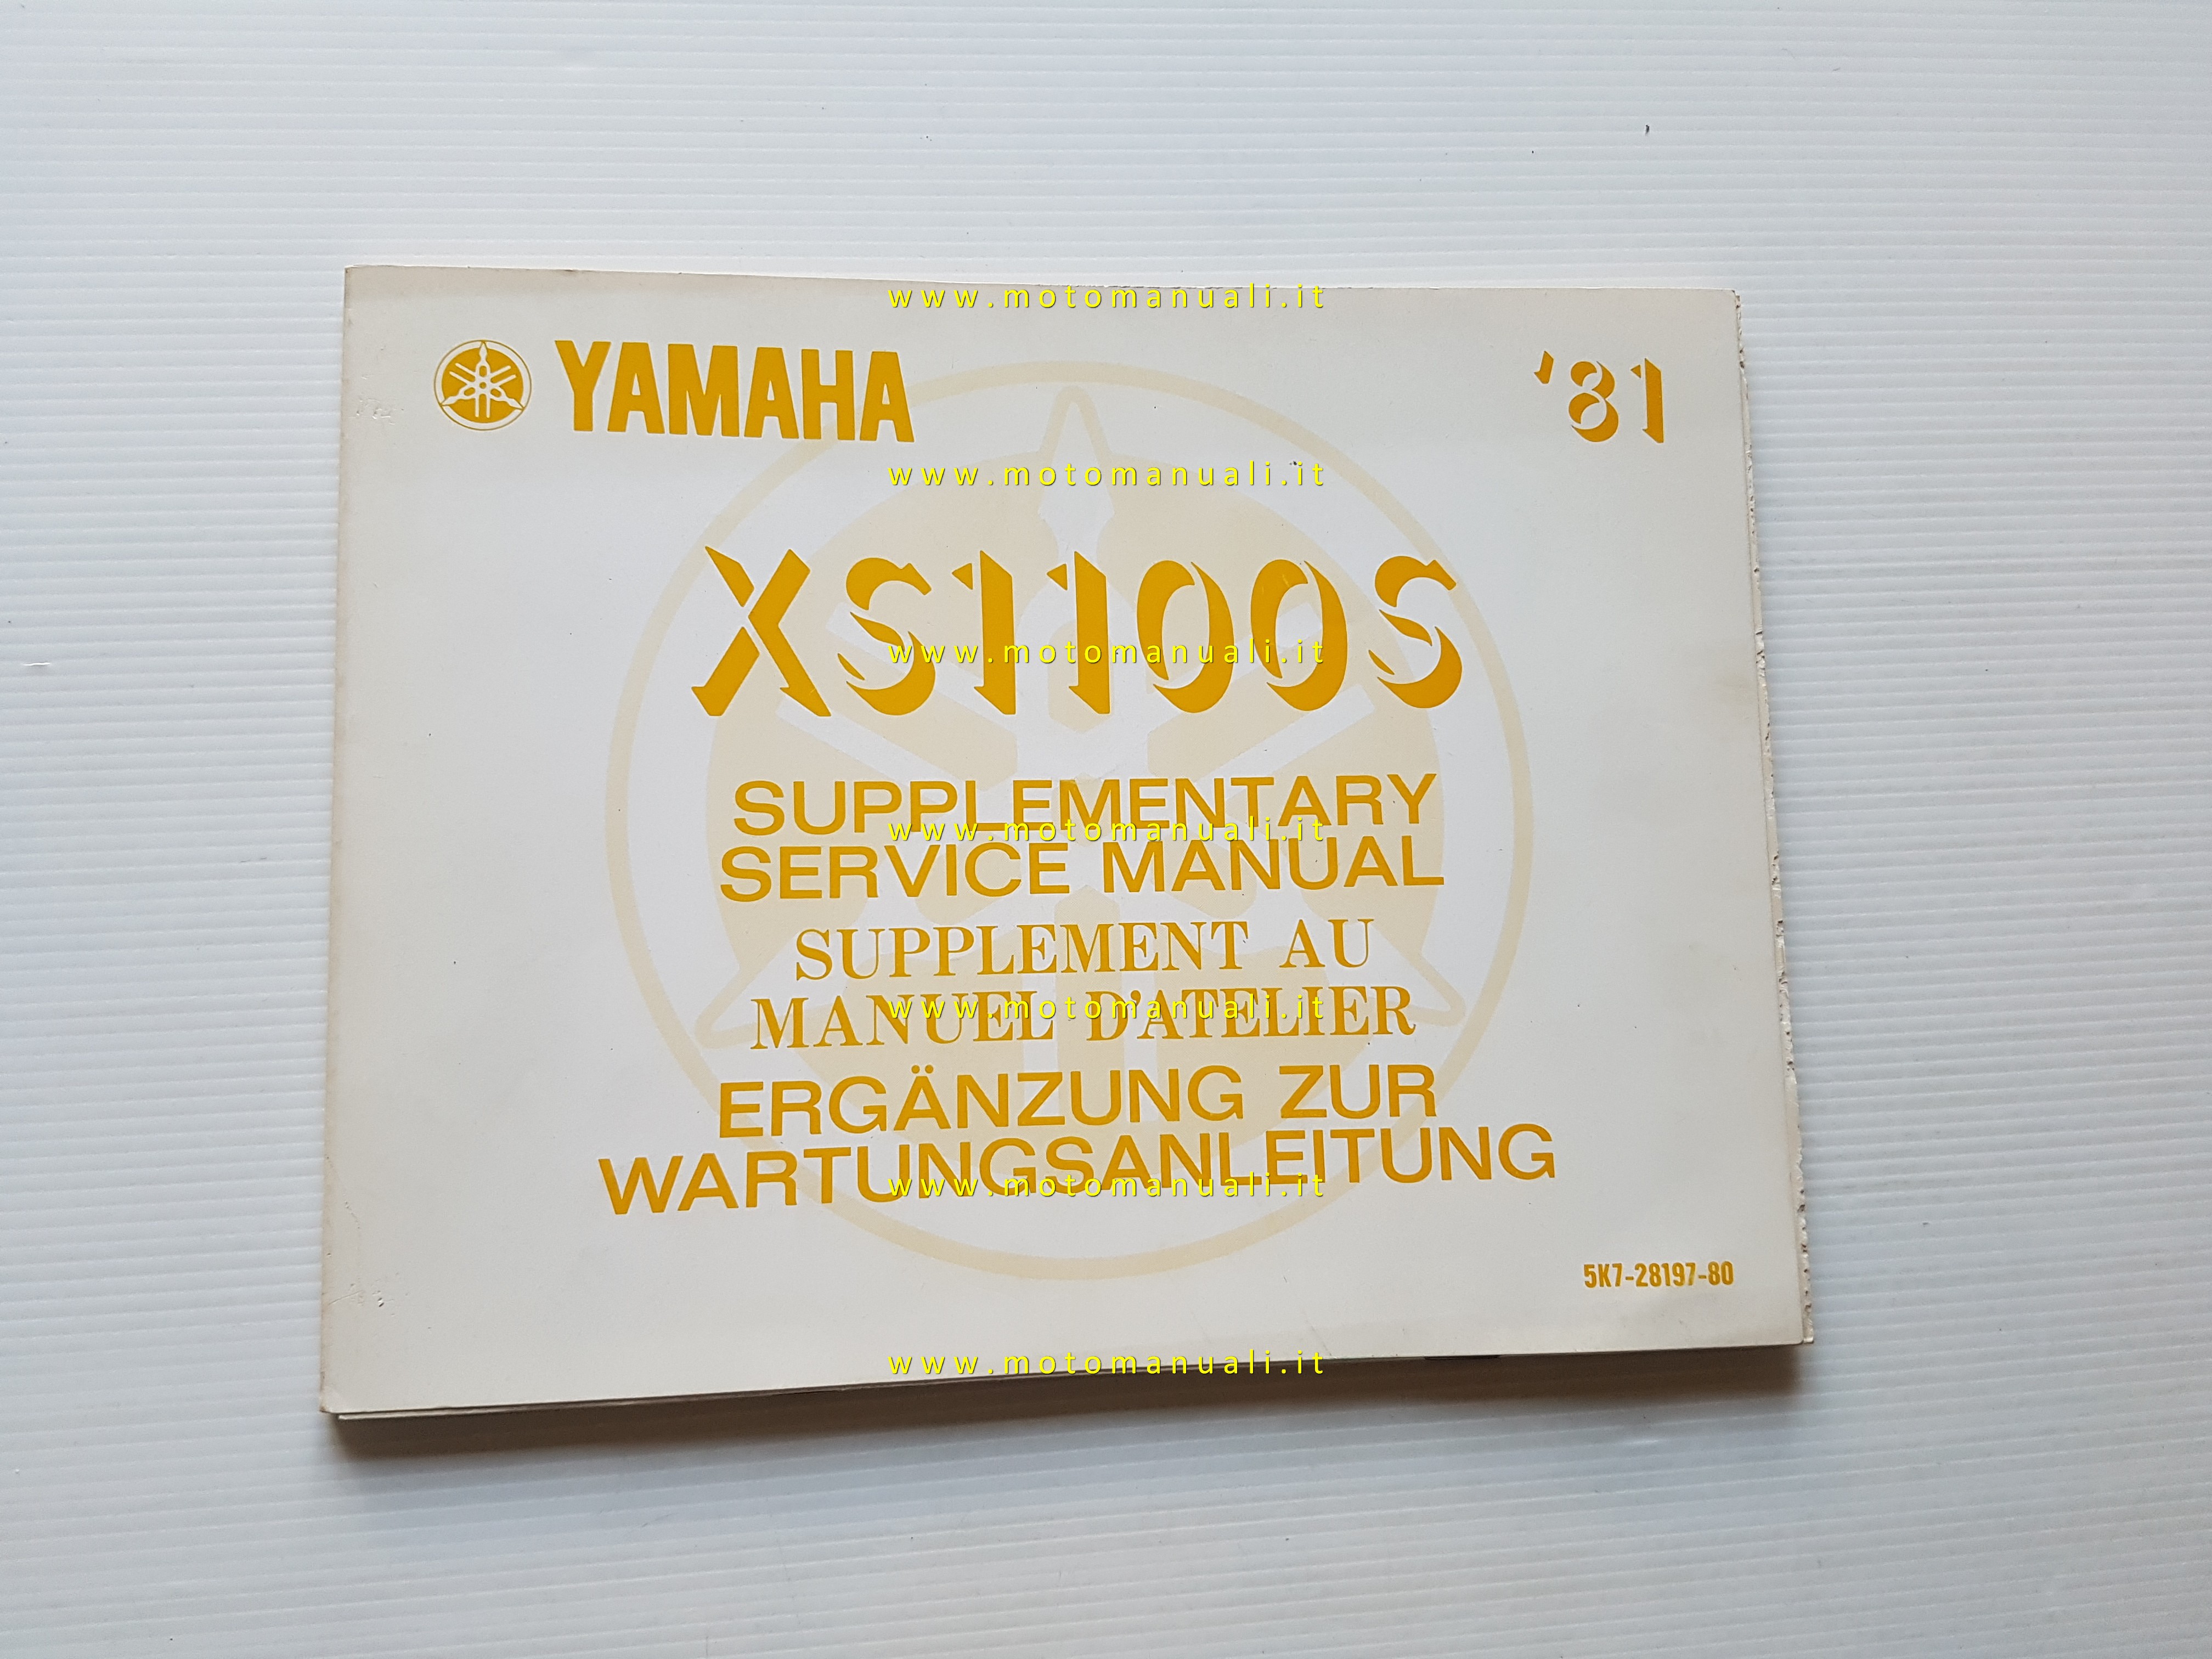 www.motomanuali.it
YAMAHA '81
www.motomanuali.it
XS1100S
www.motomanuali.it
SUPPLEMENTARY
www.motomanuali.it
SERVICE MANUAL
SUPPLEMENT AU
MANUEL D'ATELIER
www.motomanuali.it
ERGÄNZUNG ZUR
WARTUNGSANLEITUNG
www.motomanuali.it
5K7-28197-80
www.motomanuali.it